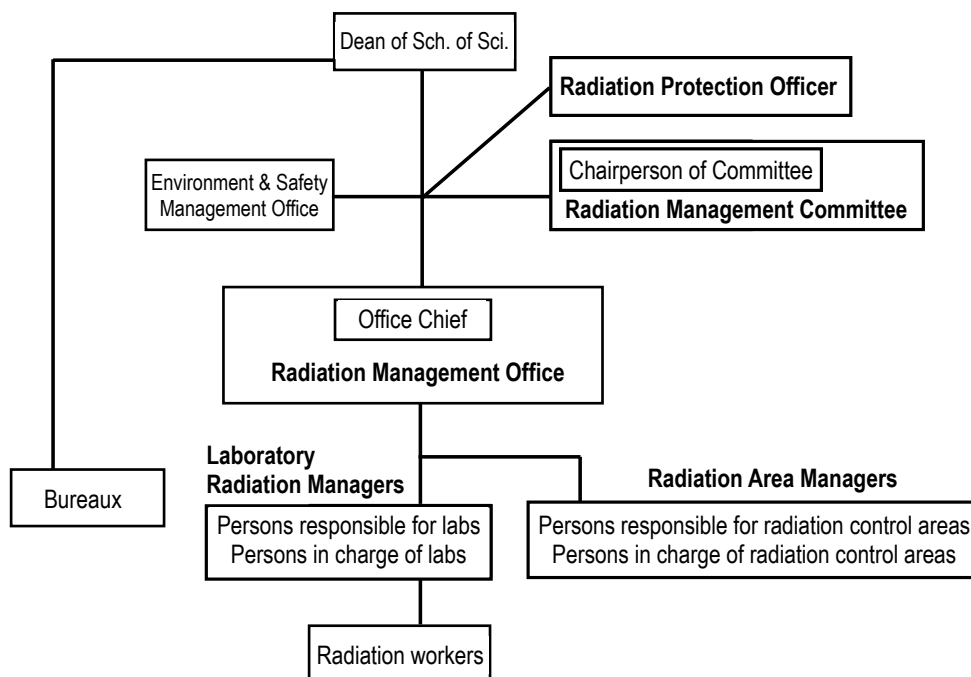 Dean of Sch. of Sci.
Radiation Protection Officer
Environment & Safety
Management Office
Chairperson of Committee
Radiation Management Committee
Office Chief
Radiation Management Office
Bureaux
Laboratory
Radiation Managers
Persons responsible for labs
Persons in charge of labs
Radiation Area Managers
Persons responsible for radiation control areas
Persons in charge of radiation control areas
Radiation workers